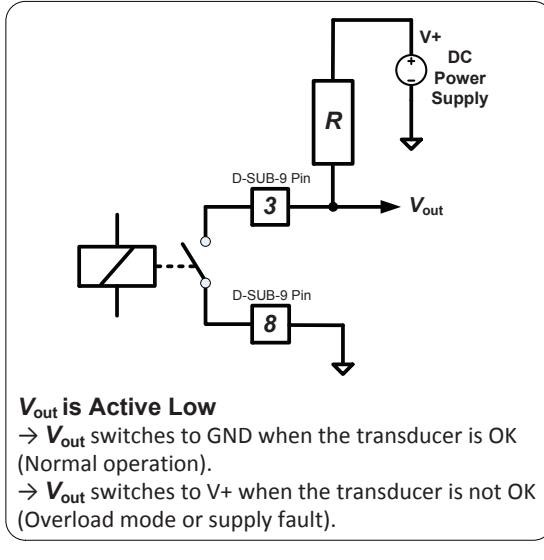 V+
DC
Power
Supply
+
–
R
D-SUB-9 Pin
3
Vout
D-SUB-9 Pin
8
Vout is Active Low
→ Vout switches to GND when the transducer is OK
(Normal operation).
→ Vout switches to V+ when the transducer is not OK
(Overload mode or supply fault).